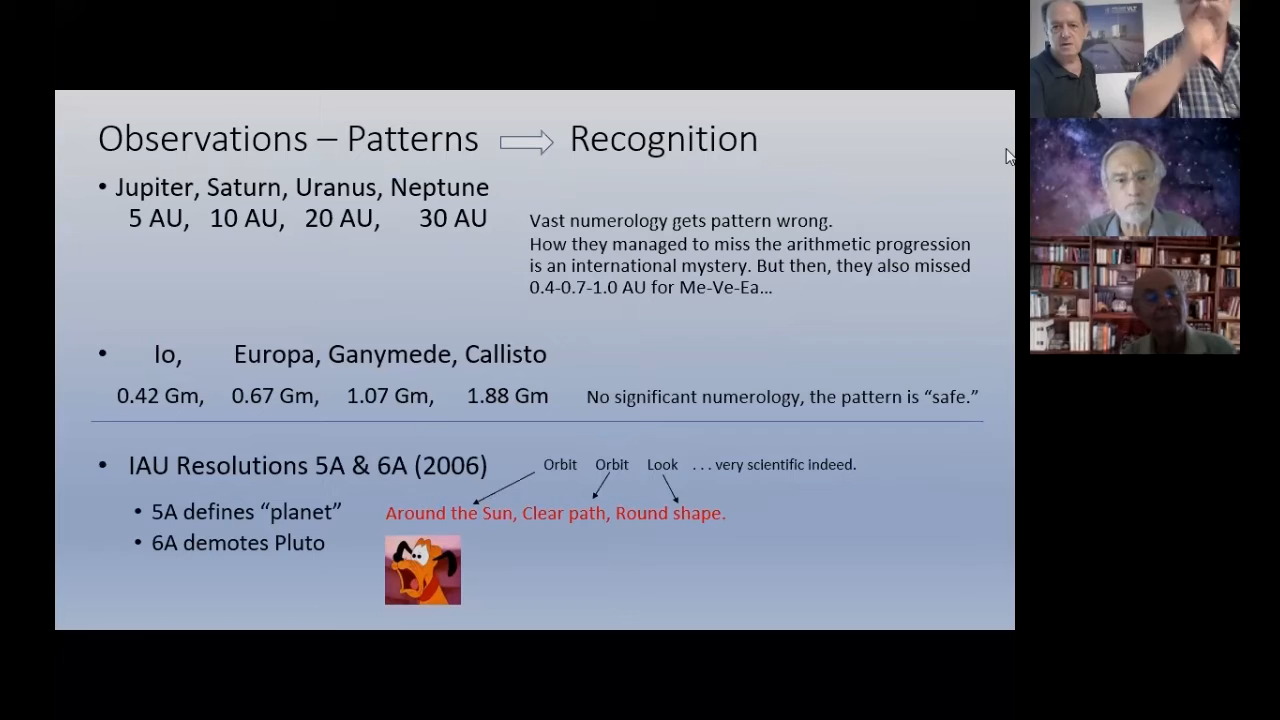 Observations – Patterns Recognition
• Jupiter, Saturn, Uranus, Neptune
5 AU, 10 AU, 20 AU, 30 AU
Vast numerology gets pattern wrong.
How they managed to miss the arithmetic progression
is an international mystery. But then, they also missed
0.4-0.7-1.0 AU for Me-Ve-Ea...
• Io, Europa, Ganymede, Callisto
0.42 Gm, 0.67 Gm, 1.07 Gm, 1.88 Gm No significant numerology, the pattern is “safe.”
• IAU Resolutions 5A & 6A (2006) Orbit Orbit Look . . . very scientific indeed.
• 5A defines “planet” Around the Sun, Clear path, Round shape.
• 6A demotes Pluto